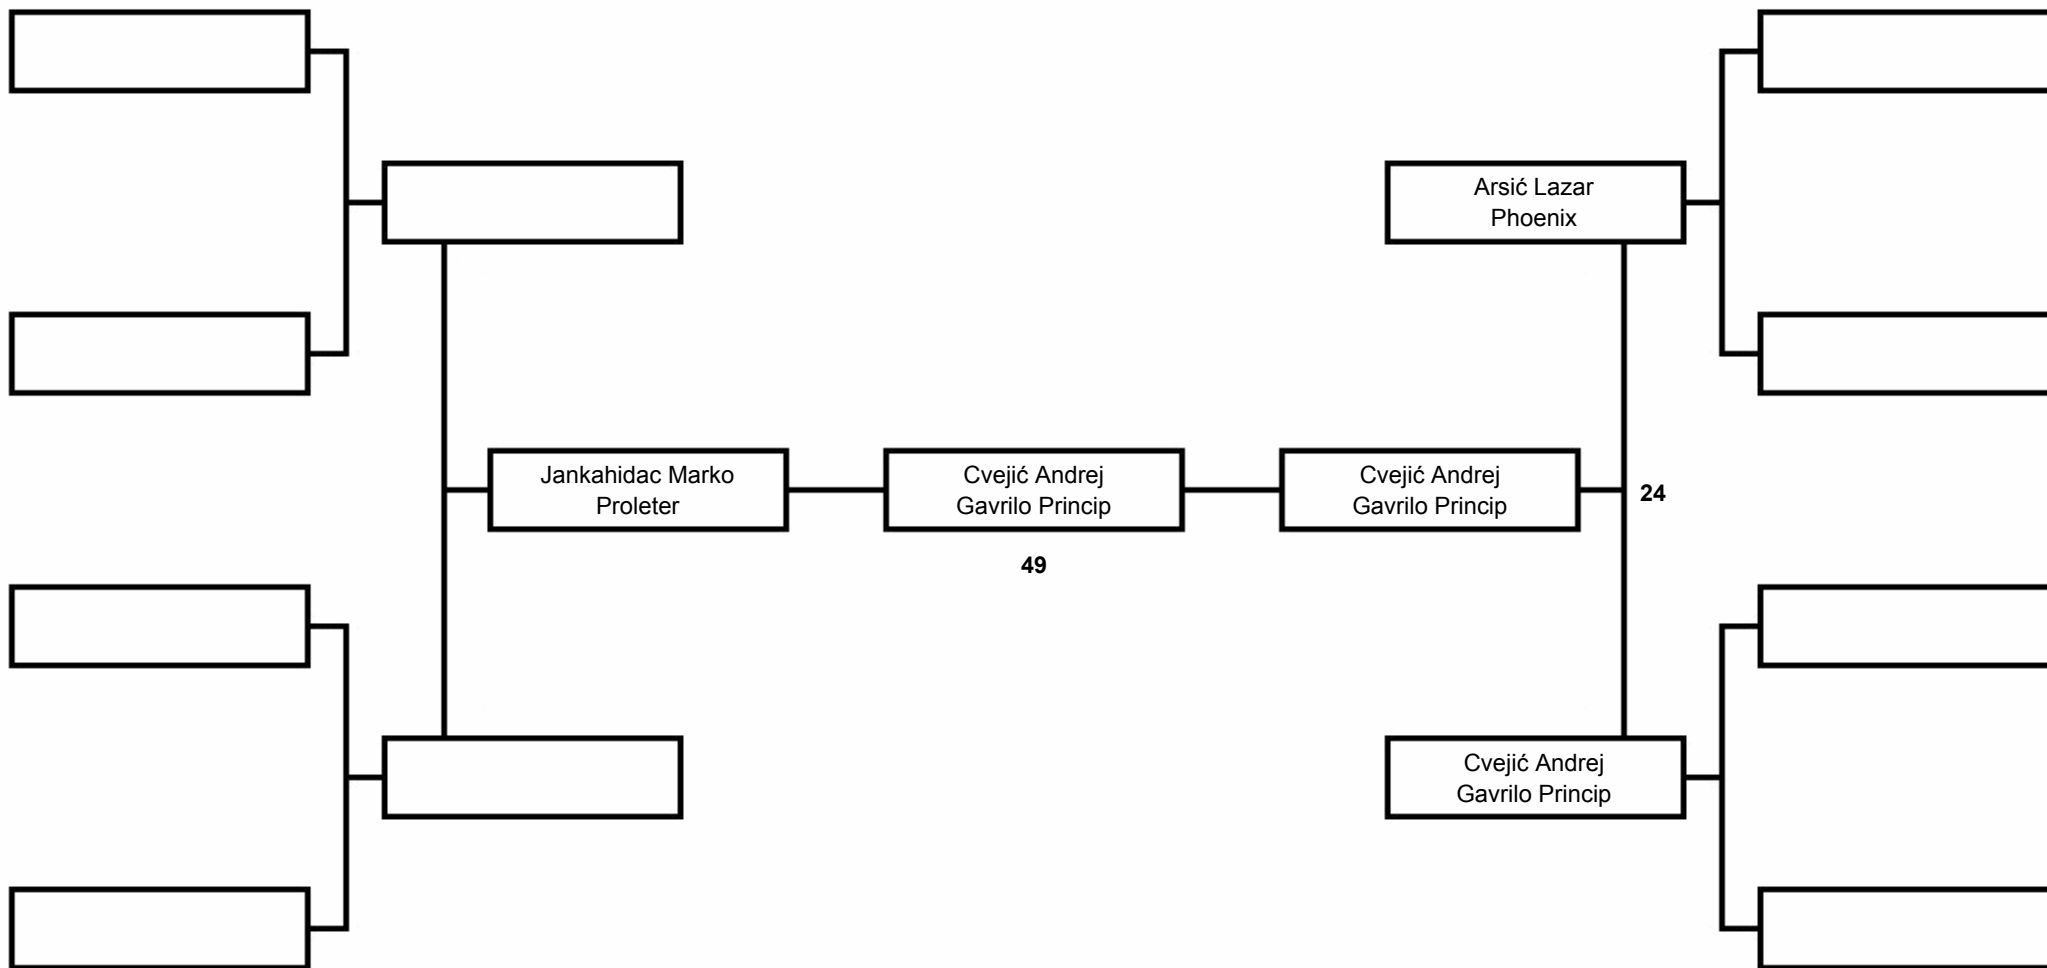 Arsić Lazar
Phoenix
Jankahidac Marko
Proleter
Cvejić Andrej
Gavrilo Princip
Cvejić Andrej
Gavrilo Princip
24
49
Cvejić Andrej
Gavrilo Princip